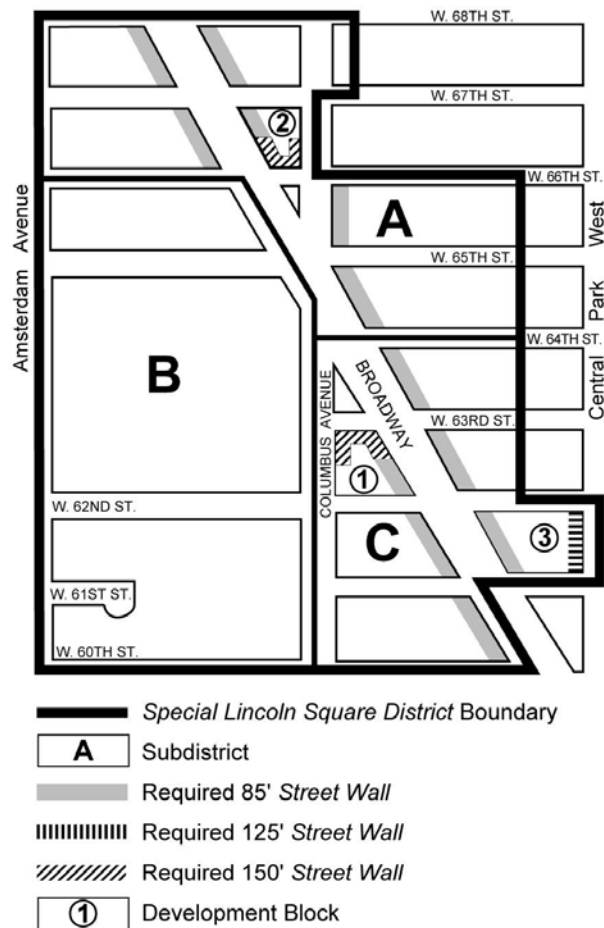 W. 68TH ST.
W. 67TH ST.
②
W. 66TH ST.
A
West
W. 65TH ST.
Park
Amsterdam Avenue
W. 64TH ST.
B
Central
COLUMBUS AVENUE
BROADWAY
W. 63RD ST.
①
W. 62ND ST.
C
③
W. 61ST ST.
W. 60TH ST.
Special Lincoln Square District Boundary
A Subdistrict
Required 85' Street Wall
Required 125' Street Wall
Required 150' Street Wall
① Development Block